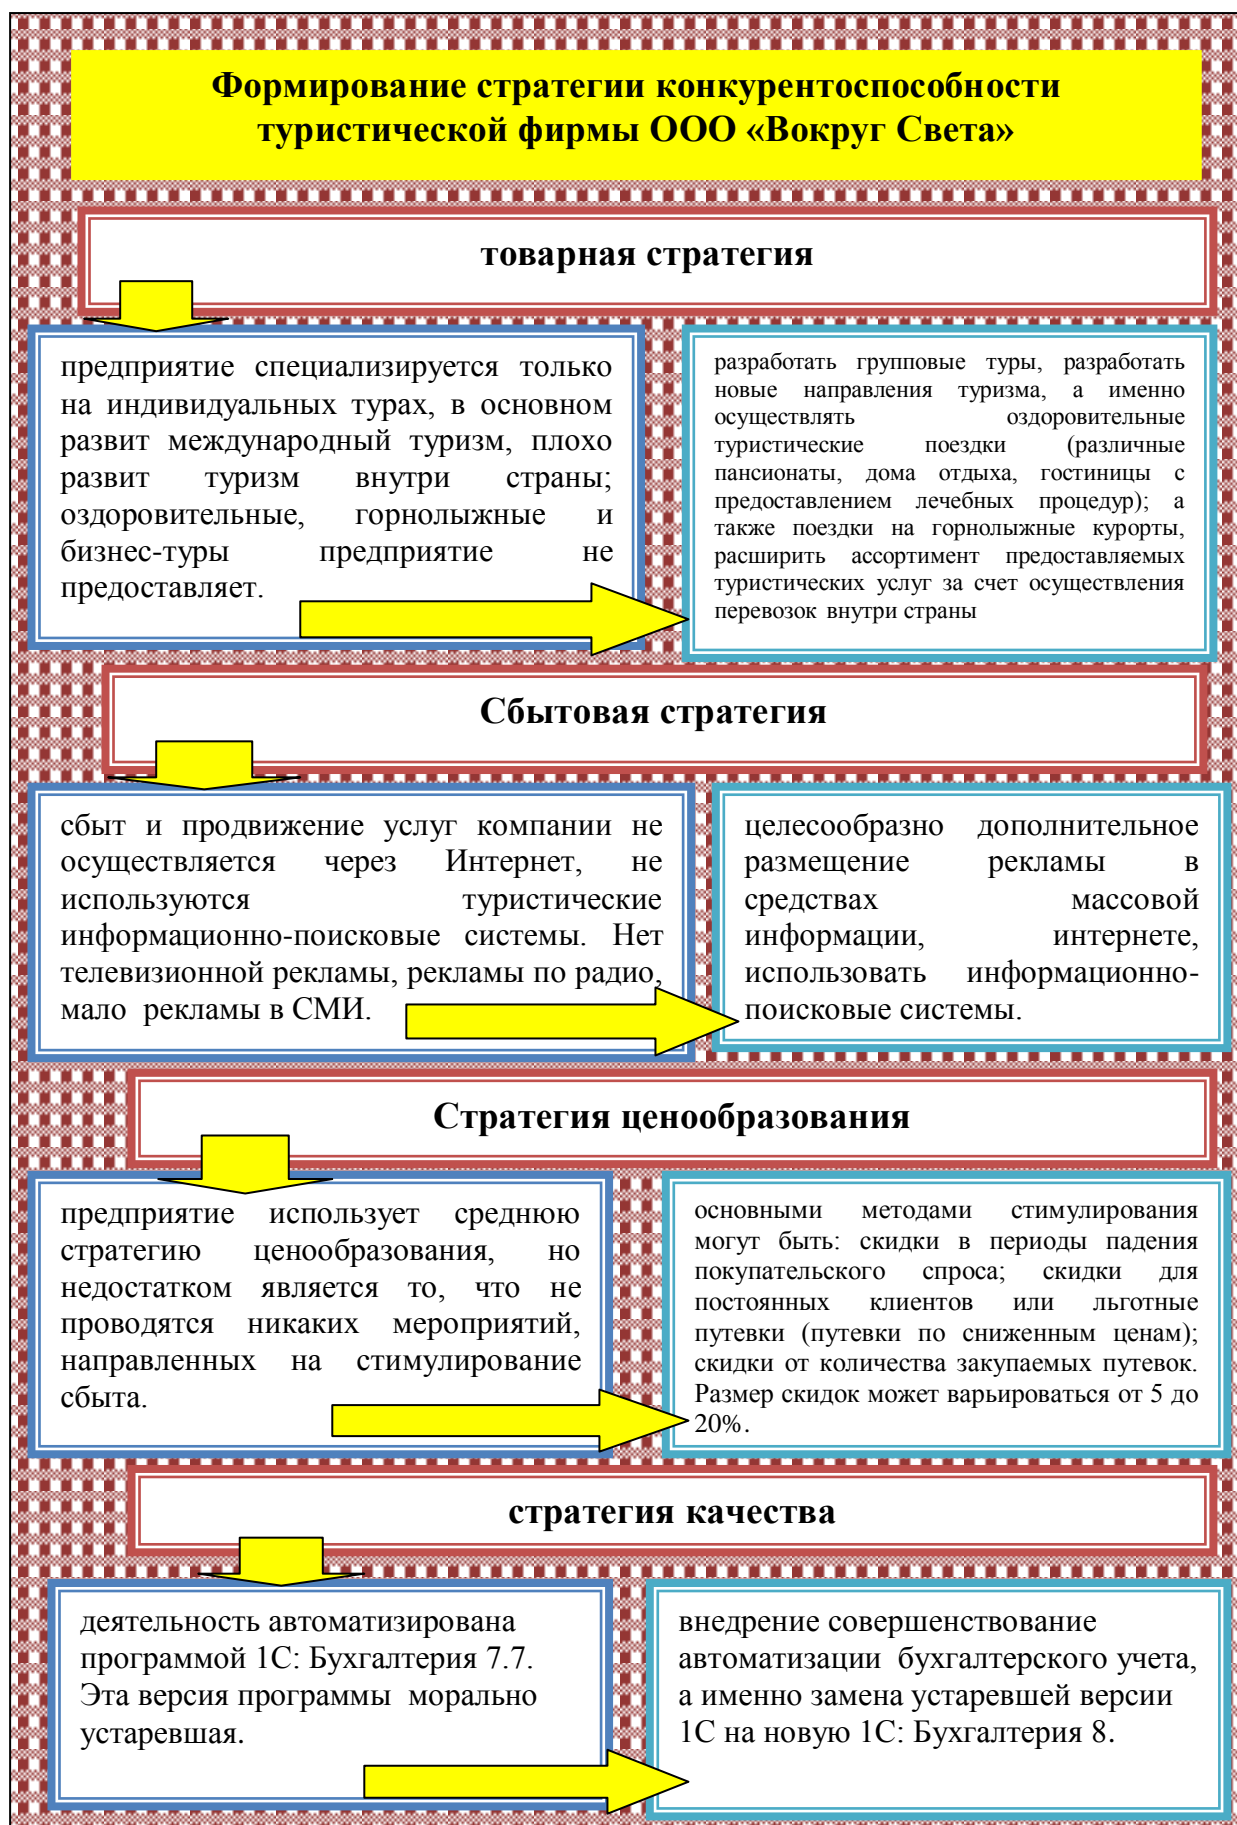 Формирование стратегии конкурентоспособности
туристической фирмы ООО «Вокруг Света»
товарная стратегия
предприятие специализируется только
на индивидуальных турах, в основном
развит международный туризм, плохо
развит туризм внутри страны;
оздоровительные, горнолыжные и
бизнес-туры предприятие не
предоставляет.
разработать групповые туры, разработать
новые направления туризма, а именно
осуществлять оздоровительные
туристические поездки (различные
пансионаты, дома отдыха, гостиницы с
предоставлением лечебных процедур); а
также поездки на горнолыжные курорты,
расширить ассортимент предоставляемых
туристических услуг за счет осуществления
перевозок внутри страны
Сбытовая стратегия
сбыт и продвижение услуг компании не
осуществляется через Интернет, не
используются туристические
информационно-поисковые системы. Нет
телевизионной рекламы, рекламы по радио,
мало рекламы в СМИ.
целесообразно дополнительное
размещение рекламы в
средствах массовой
информации, интернете,
использовать информационно-
поисковые системы.
Стратегия ценообразования
предприятие использует среднюю
стратегию ценообразования, но
недостатком является то, что не
проводятся никаких мероприятий,
направленных на стимулирование
сбыта.
основными методами стимулирования
могут быть: скидки в периоды падения
покупательского спроса; скидки для
постоянных клиентов или льготные
путевки (путевки по сниженным ценам);
скидки от количества закупаемых путевок.
Размер скидок может варьироваться от 5 до
20%.
стратегия качества
деятельность автоматизирована
программой 1С: Бухгалтерия 7.7.
Эта версия программы морально
устаревшая.
внедрение совершенствование
автоматизации бухгалтерского учета,
а именно замена устаревшей версии
1С на новую 1С: Бухгалтерия 8.